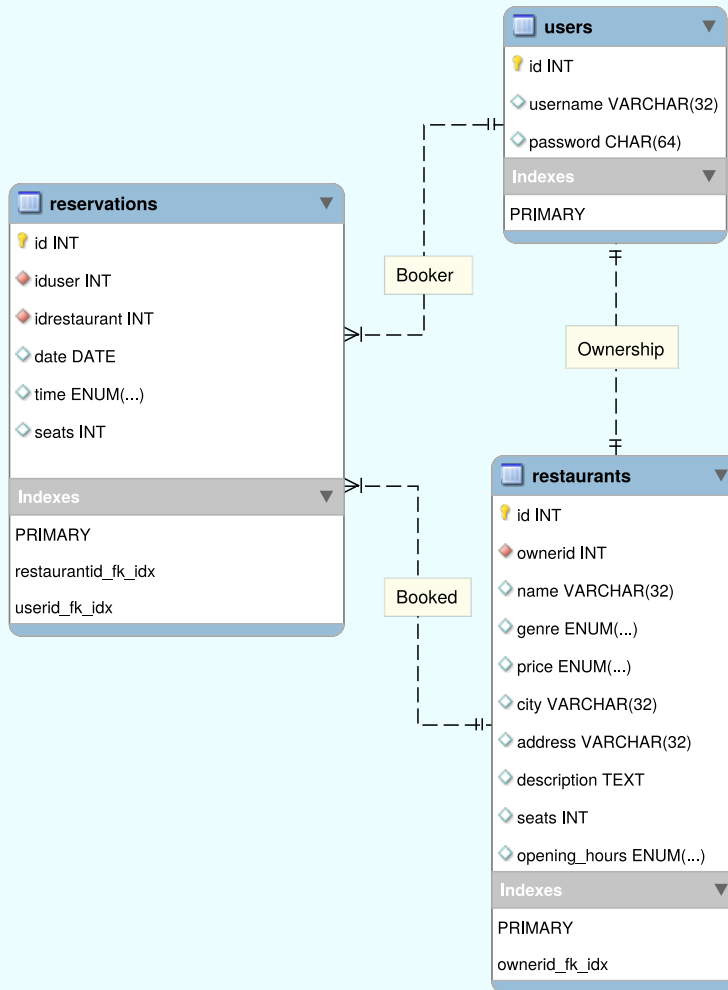 users
id INT
username VARCHAR(32)
password CHAR(64)
Indexes
PRIMARY
reservations
id INT
iduser INT
idrestaurant INT
date DATE
time ENUM(...)
seats INT
Indexes
PRIMARY
restaurantid_fk_idx
userid_fk_idx
Booker
Ownership
Booked
restaurants
id INT
ownerid INT
name VARCHAR(32)
genre ENUM(...)
price ENUM(...)
city VARCHAR(32)
address VARCHAR(32)
description TEXT
seats INT
opening_hours ENUM(...)
Indexes
PRIMARY
ownerid_fk_idx